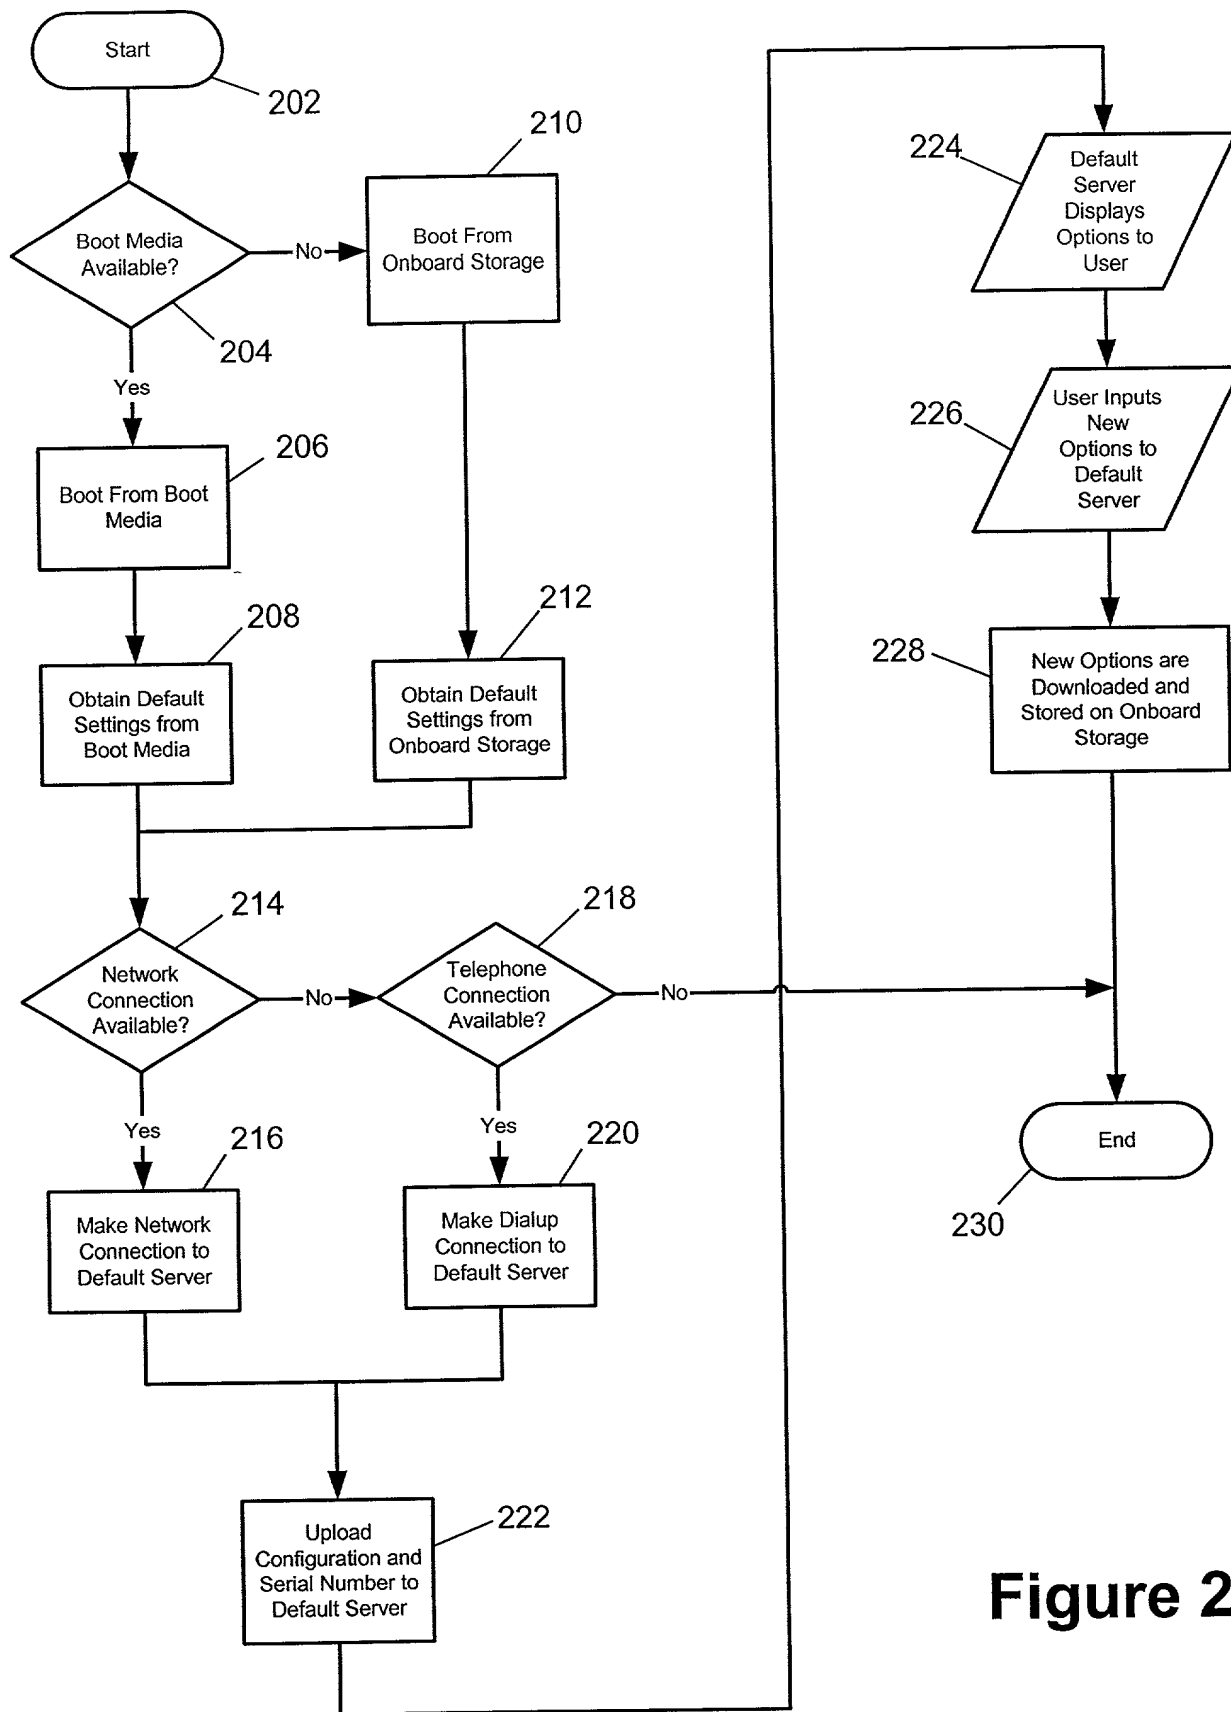 Start
202
Boot Media
Available?
204
No
210
Boot From
Onboard Storage
Yes
206
Boot From Boot
Media
208
Obtain Default
Settings from
Boot Media
212
Obtain Default
Settings from
Onboard Storage
214
Network
Connection
Available?
No
218
Telephone
Connection
Available?
No
Yes
216
Make Network
Connection to
Default Server
Yes
220
Make Dialup
Connection to
Default Server
222
Upload
Configuration and
Serial Number to
Default Server
224
Default
Server
Displays
Options to
User
226
User Inputs
New
Options to
Default
Server
228
New Options are
Downloaded and
Stored on Onboard
Storage
End
230
Figure 2